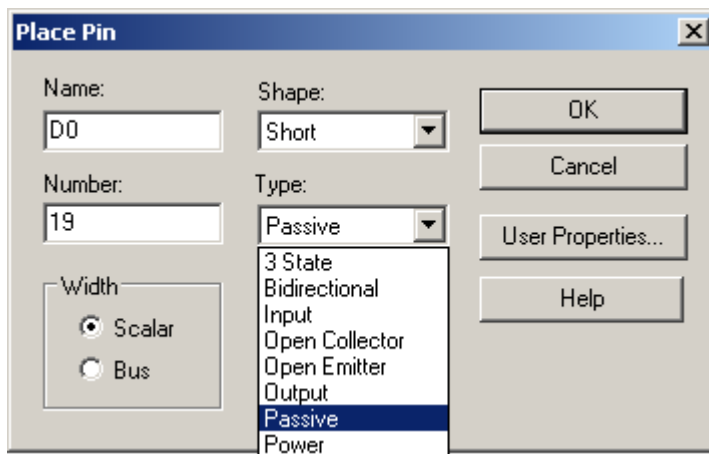 Place Pin
Name:
D0
Shape:
Short
OK
Cancel
Number:
19
Type:
Passive
User Properties...
Help
Width
Scalar
Bus
3 State
Bidirectional
Input
Open Collector
Open Emitter
Output
Passive
Power